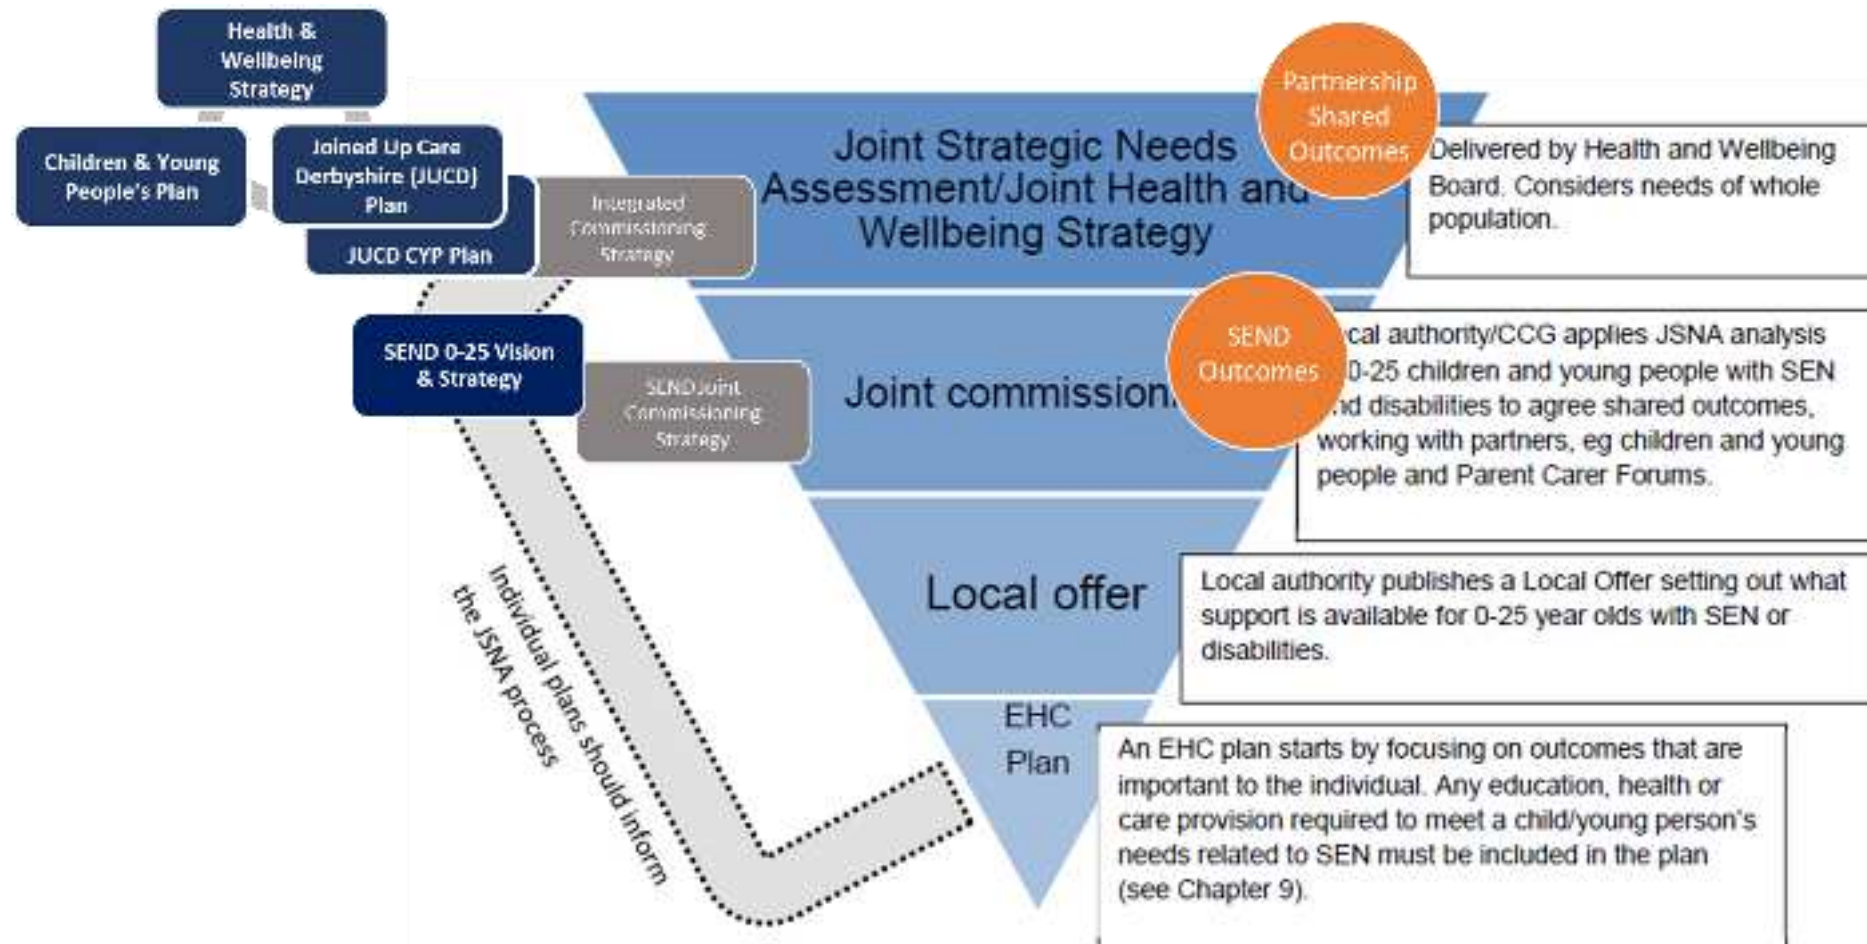 Health &
Wellbeing
Strategy
Children & Young
People's Plan
Joined Up Care
Derbyshire (JUCD)
Plan
JUCD CYP Plan
Integrated
Commissioning
Strategy
SEND 0-25 Vision
& Strategy
SEND Joint
Commissioning
Strategy
Individual plans should inform
the JSNA process
Joint Strategic Needs
Assessment/Joint Health and
Wellbeing Strategy
Partnership
Shared
Outcomes
Delivered by Health and Wellbeing
Board. Considers needs of whole
population.
Joint commission
SEND
Outcomes
cal authority/CCG applies JSNA analysis
0-25 children and young people with SEN
nd disabilities to agree shared outcomes,
working with partners, eg children and young
people and Parent Carer Forums.
Local offer
Local authority publishes a Local Offer setting out what
support is available for 0-25 year olds with SEN or
disabilities.
EHC
Plan
An EHC plan starts by focusing on outcomes that are
important to the individual. Any education, health or
care provision required to meet a child/young person's
needs related to SEN must be included in the plan
(see Chapter 9).